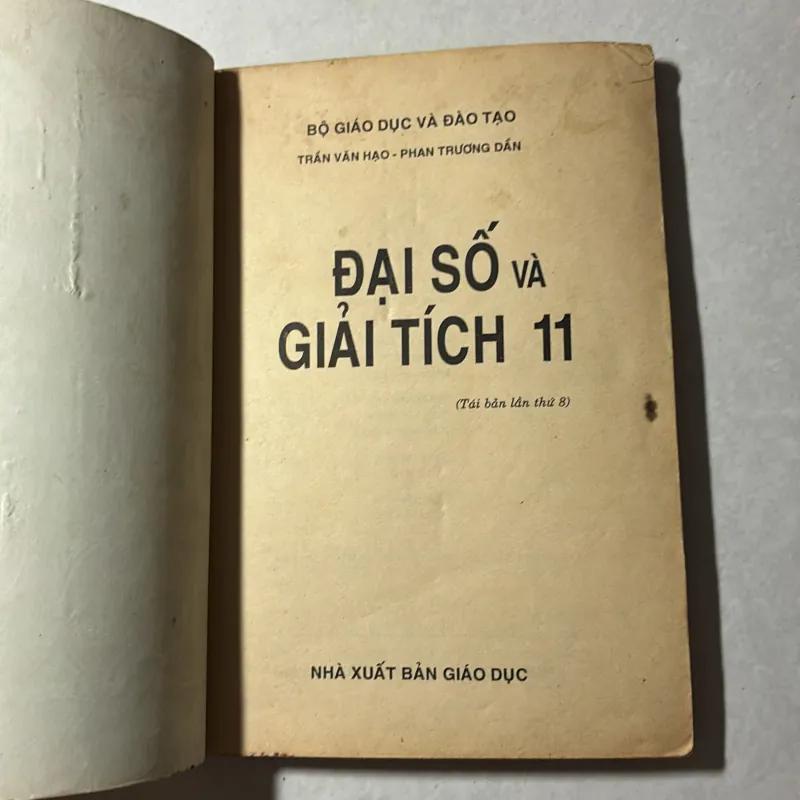 BỘ GIÁO DỤC VÀ ĐÀO TẠO
TRẦN VĂN HẠO - PHAN TRƯƠNG DẦN
ĐẠI SỐ VÀ
GIẢI TÍCH 11
(Tái bản lần thứ 8)
NHÀ XUẤT BẢN GIÁO DỤC